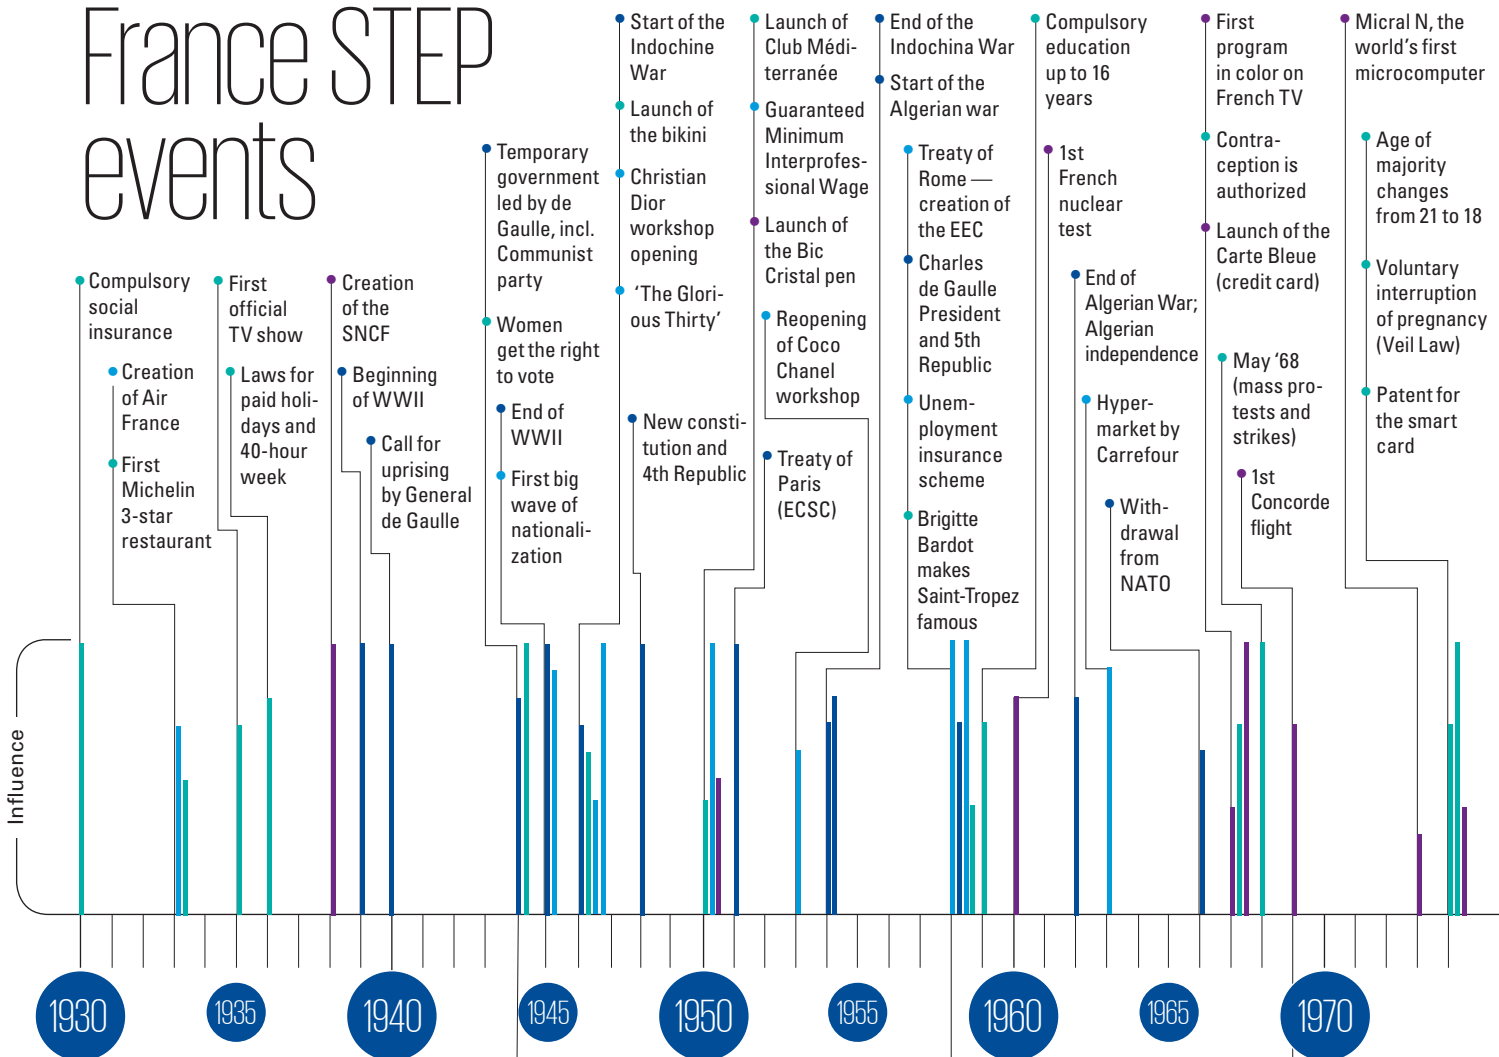 France STEP
events
Compulsory
social
insurance
Creation
of Air
France
First
Michelin
3-star
restaurant
First
official
TV show
Laws for
paid holi-
days and
40-hour
week
Creation
of the
SNCF
Beginning
of WWII
Call for
uprising
by General
de Gaulle
Temporary
government
led by de
Gaulle, incl.
Communist
party
Women
get the right
to vote
End of
WWII
First big
wave of
nationali-
zation
Start of the
Indochine
War
Launch of
the bikini
Christian
Dior
workshop
opening
'The Glori-
ous Thirty'
New consti-
tution and
4th Republic
Launch of
Club Médi-
terranée
Guaranteed
Minimum
Interprofes-
sional Wage
Launch of
the Bic
Cristal pen
Reopening
of Coco
Chanel
workshop
Treaty of
Paris
(ECSC)
End of the
Indochina War
Start of the
Algerian war
Treaty of
Rome —
creation of
the EEC
Charles
de Gaulle
President
and 5th
Republic
Unem-
ployment
insurance
scheme
Brigitte
Bardot
makes
Saint-Tropez
famous
Compulsory
education
up to 16
years
1st
French
nuclear
test
End of
Algerian War;
Algerian
independence
Hyper-
market by
Carrefour
With-
drawal
from
NATO
First
program
in color on
French TV
Contra-
ception is
authorized
Launch of the
Carte Bleue
(credit card)
May '68
(mass pro-
tests and
strikes)
1st
Concorde
flight
Micral N, the
world's first
microcomputer
Age of
majority
changes
from 21 to 18
Voluntary
interruption
of pregnancy
(Veil Law)
Patent for
the smart
card
Influence
1930
1935
1940
1945
1950
1955
1960
1965
1970